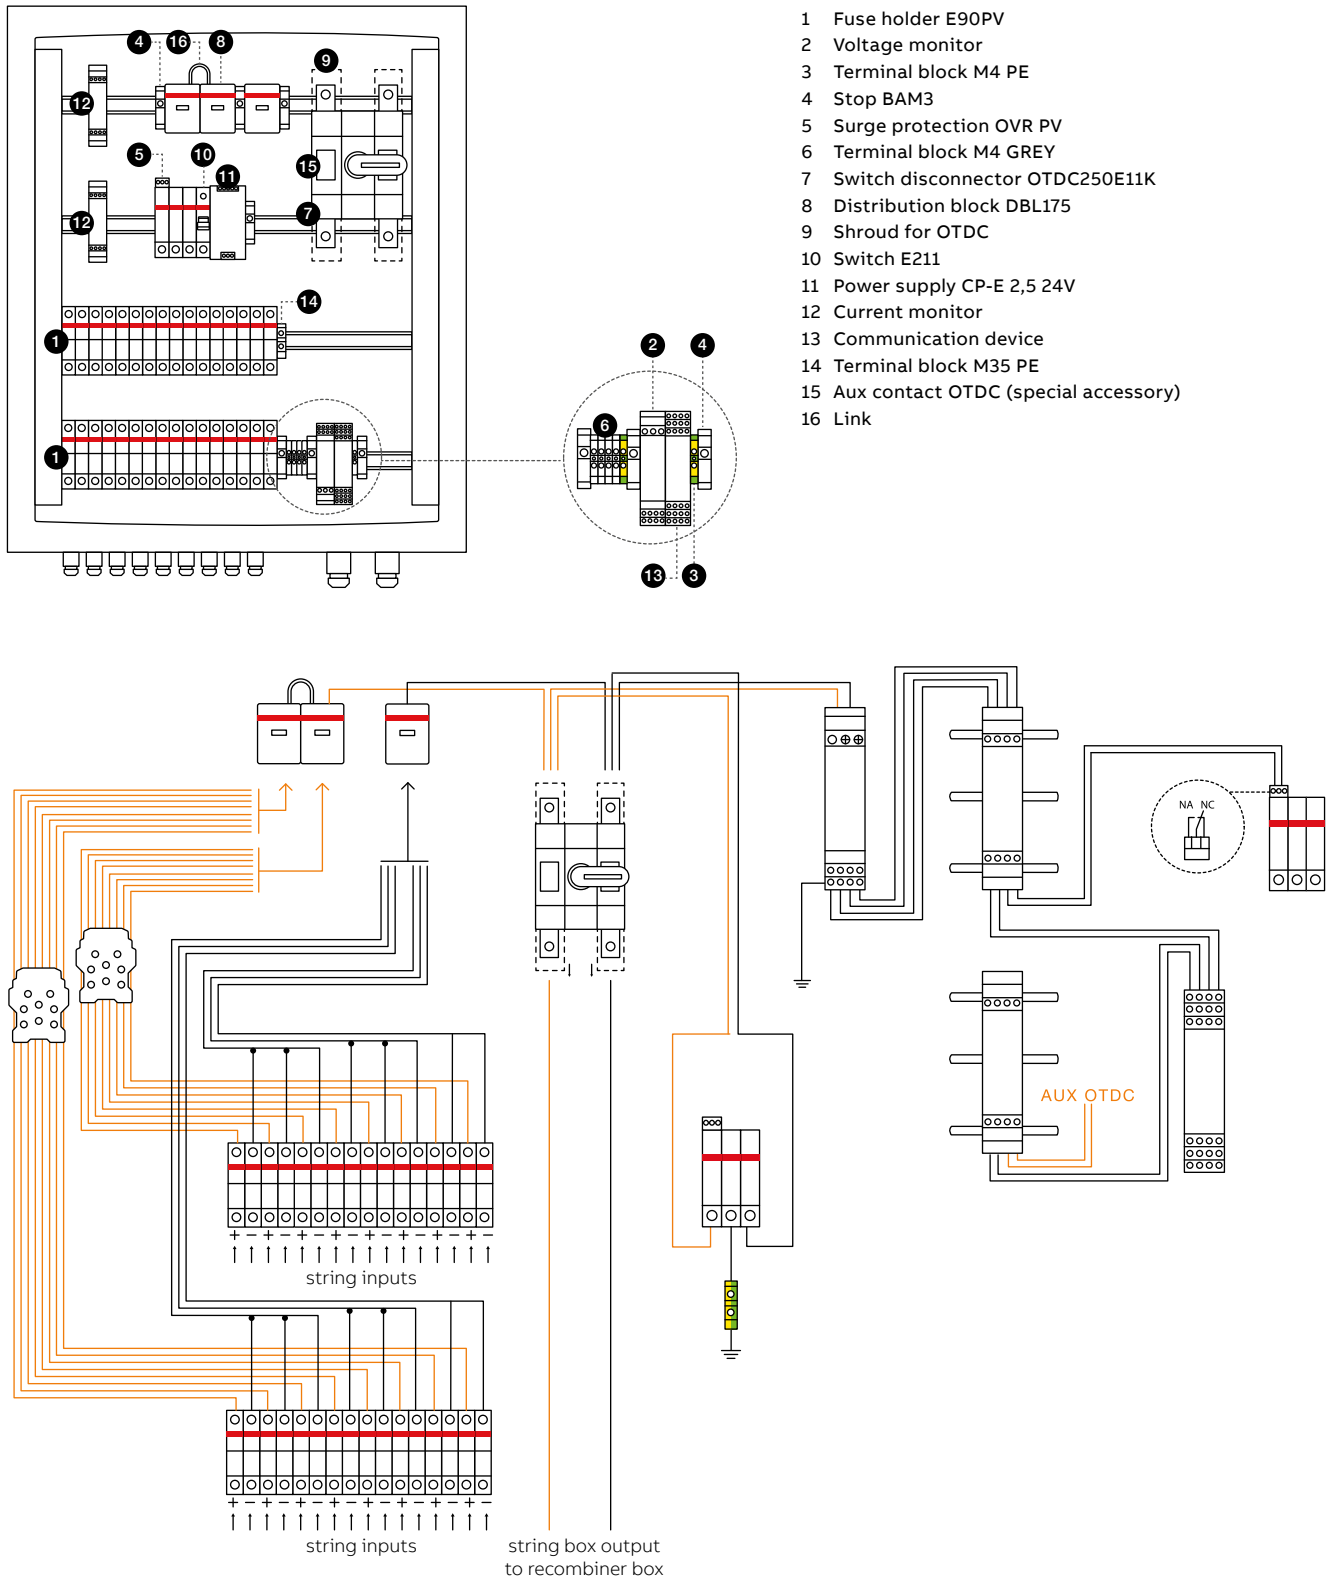 1 Fuse holder E90PV
2 Voltage monitor
3 Terminal block M4 PE
4 Stop BAM3
5 Surge protection OVR PV
6 Terminal block M4 GREY
7 Switch disconnector OTDC250E11K
8 Distribution block DBL175
9 Shroud for OTDC
10 Switch E211
11 Power supply CP-E 2,5 24V
12 Current monitor
13 Communication device
14 Terminal block M35 PE
15 Aux contact OTDC (special accessory)
16 Link
4 16 8 9
12
5 10 11 15
12 7
14
1
1
2 4
6
13 3
NA NC
AUX OTDC
+ − + − + − + − + − + − + − + −
string inputs
+ − + − + − + − + − + − + − + −
string inputs
string box output
to recombiner box